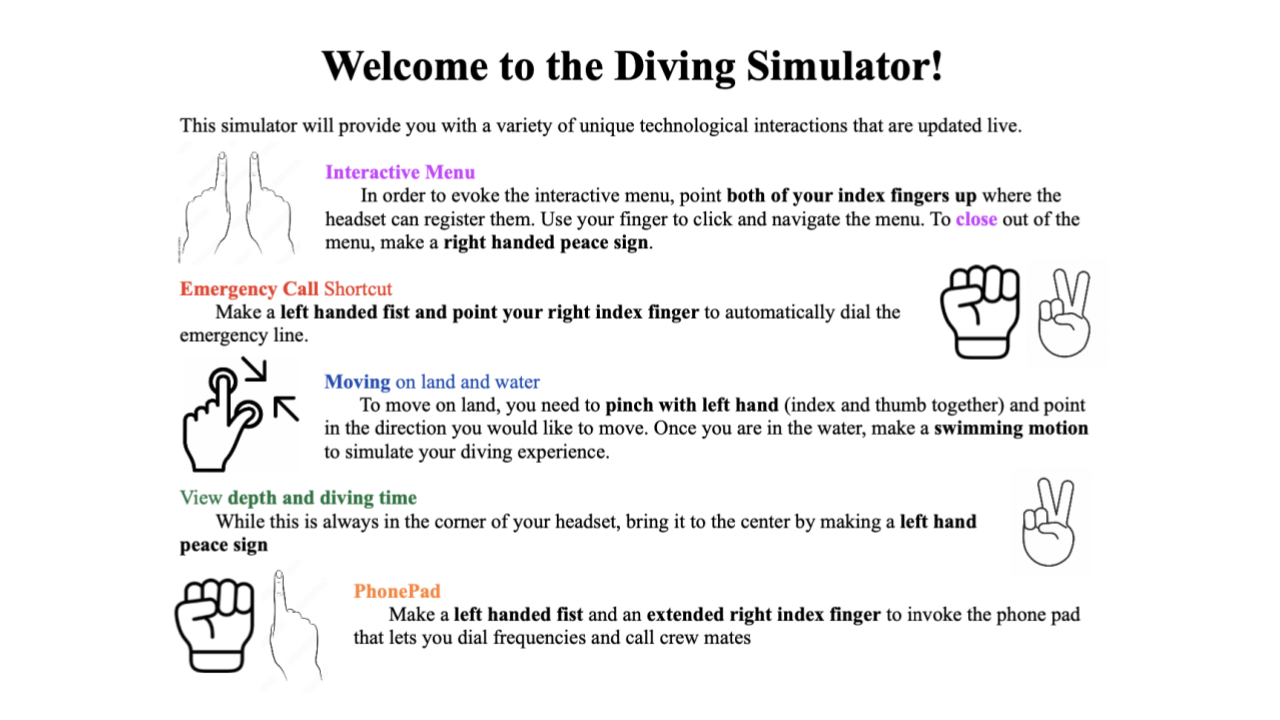 Welcome to the Diving Simulator!
This simulator will provide you with a variety of unique technological interactions that are updated live.
Interactive Menu
In order to evoke the interactive menu, point both of your index fingers up where the
headset can register them. Use your finger to click and navigate the menu. To close out of the
menu, make a right handed peace sign.
Emergency Call Shortcut
Make a left handed fist and point your right index finger to automatically dial the
emergency line.
Moving on land and water
To move on land, you need to pinch with left hand (index and thumb together) and point
in the direction you would like to move. Once you are in the water, make a swimming motion
to simulate your diving experience.
View depth and diving time
While this is always in the corner of your headset, bring it to the center by making a left hand
peace sign
PhonePad
Make a left handed fist and an extended right index finger to invoke the phone pad
that lets you dial frequencies and call crew mates